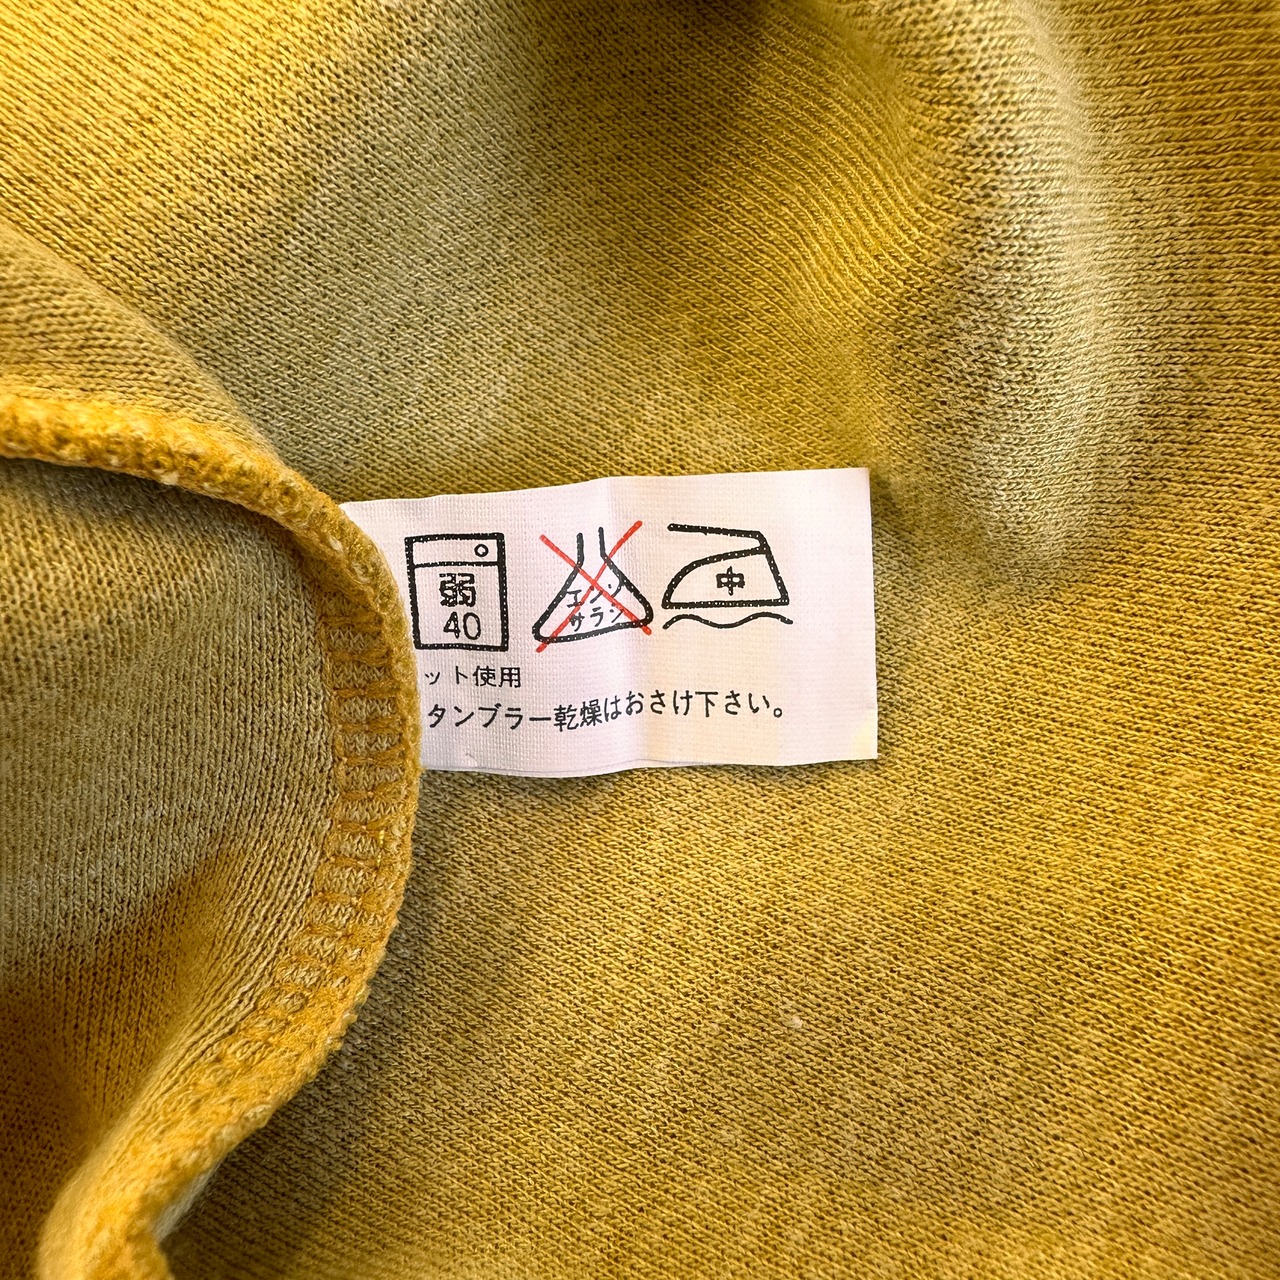 弱
40
エンソ
サラシ
中
ット使用
タンブラー乾燥はおさけ下さい。